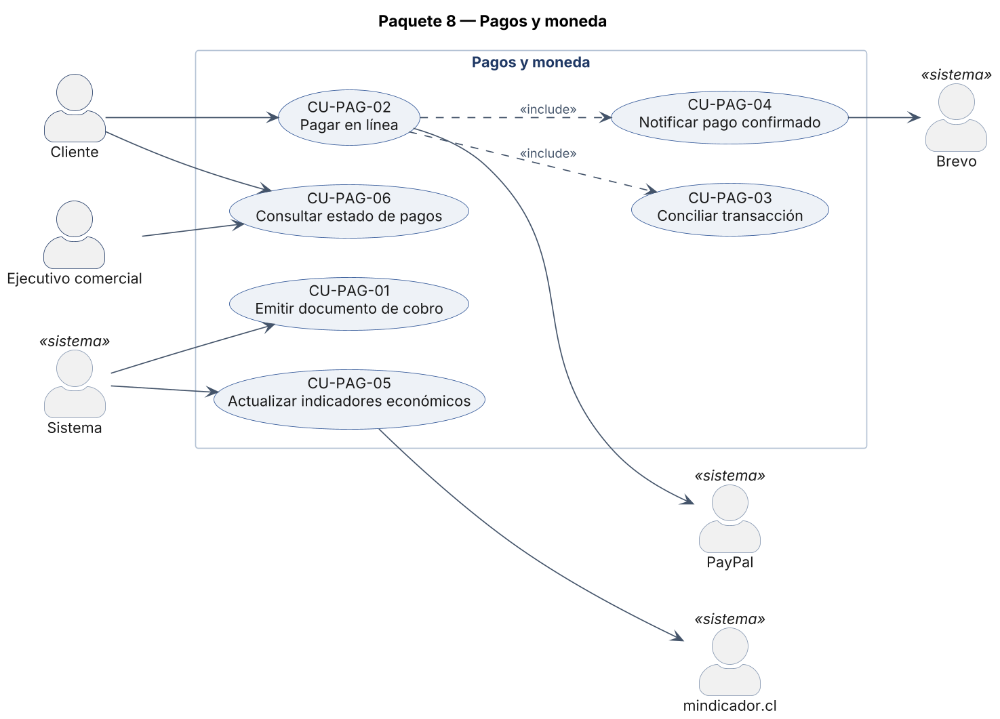 Paquete 8 — Pagos y moneda
Pagos y moneda
Cliente
Ejecutivo comercial
«sistema»
Sistema
CU-PAG-02
Pagar en línea
CU-PAG-06
Consultar estado de pagos
CU-PAG-01
Emitir documento de cobro
CU-PAG-05
Actualizar indicadores económicos
«include»
«include»
CU-PAG-04
Notificar pago confirmado
CU-PAG-03
Conciliar transacción
«sistema»
Brevo
«sistema»
PayPal
«sistema»
mindicador.cl